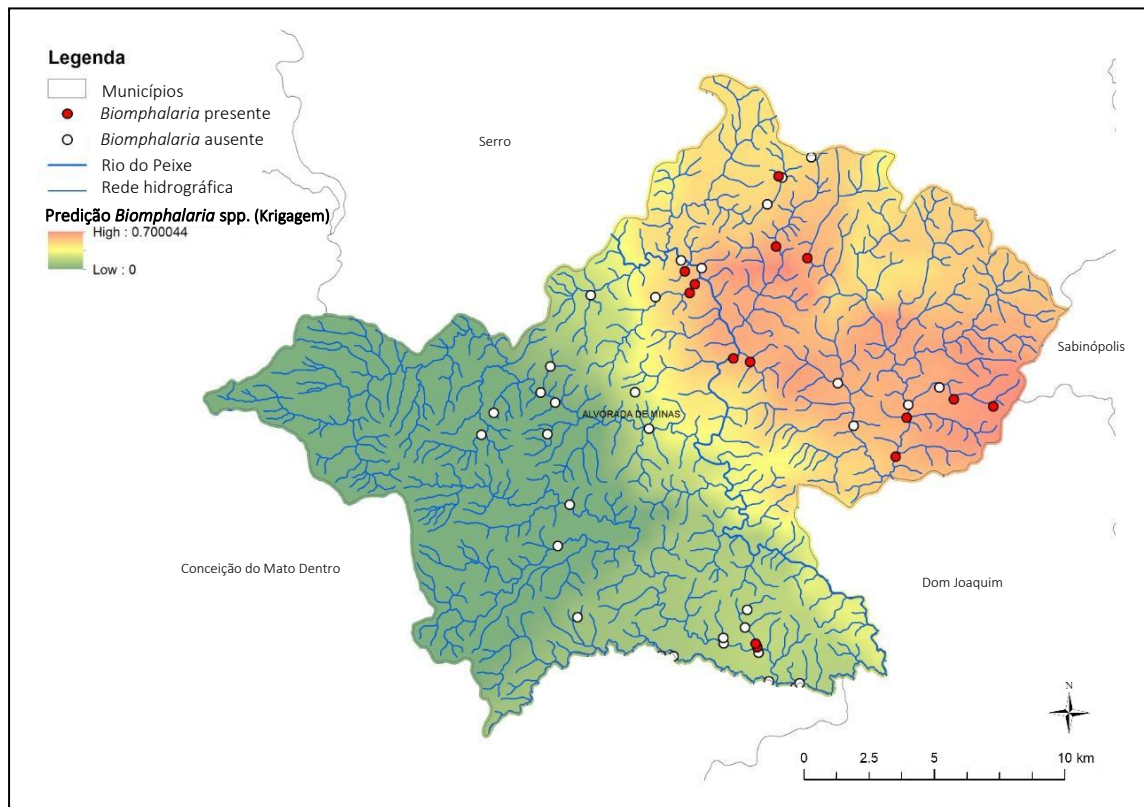 Legenda
Municípios
Biomphalaria presente
Biomphalaria ausente
Rio do Peixe
Rede hidrográfica
Predição Biomphalaria spp. (Krigagem)
High : 0.700044
Low : 0
Serro
Sabinópolis
ALVORADA DE MINAS
Conceição do Mato Dentro
Dom Joaquim
N
0 2.5 5 10 km